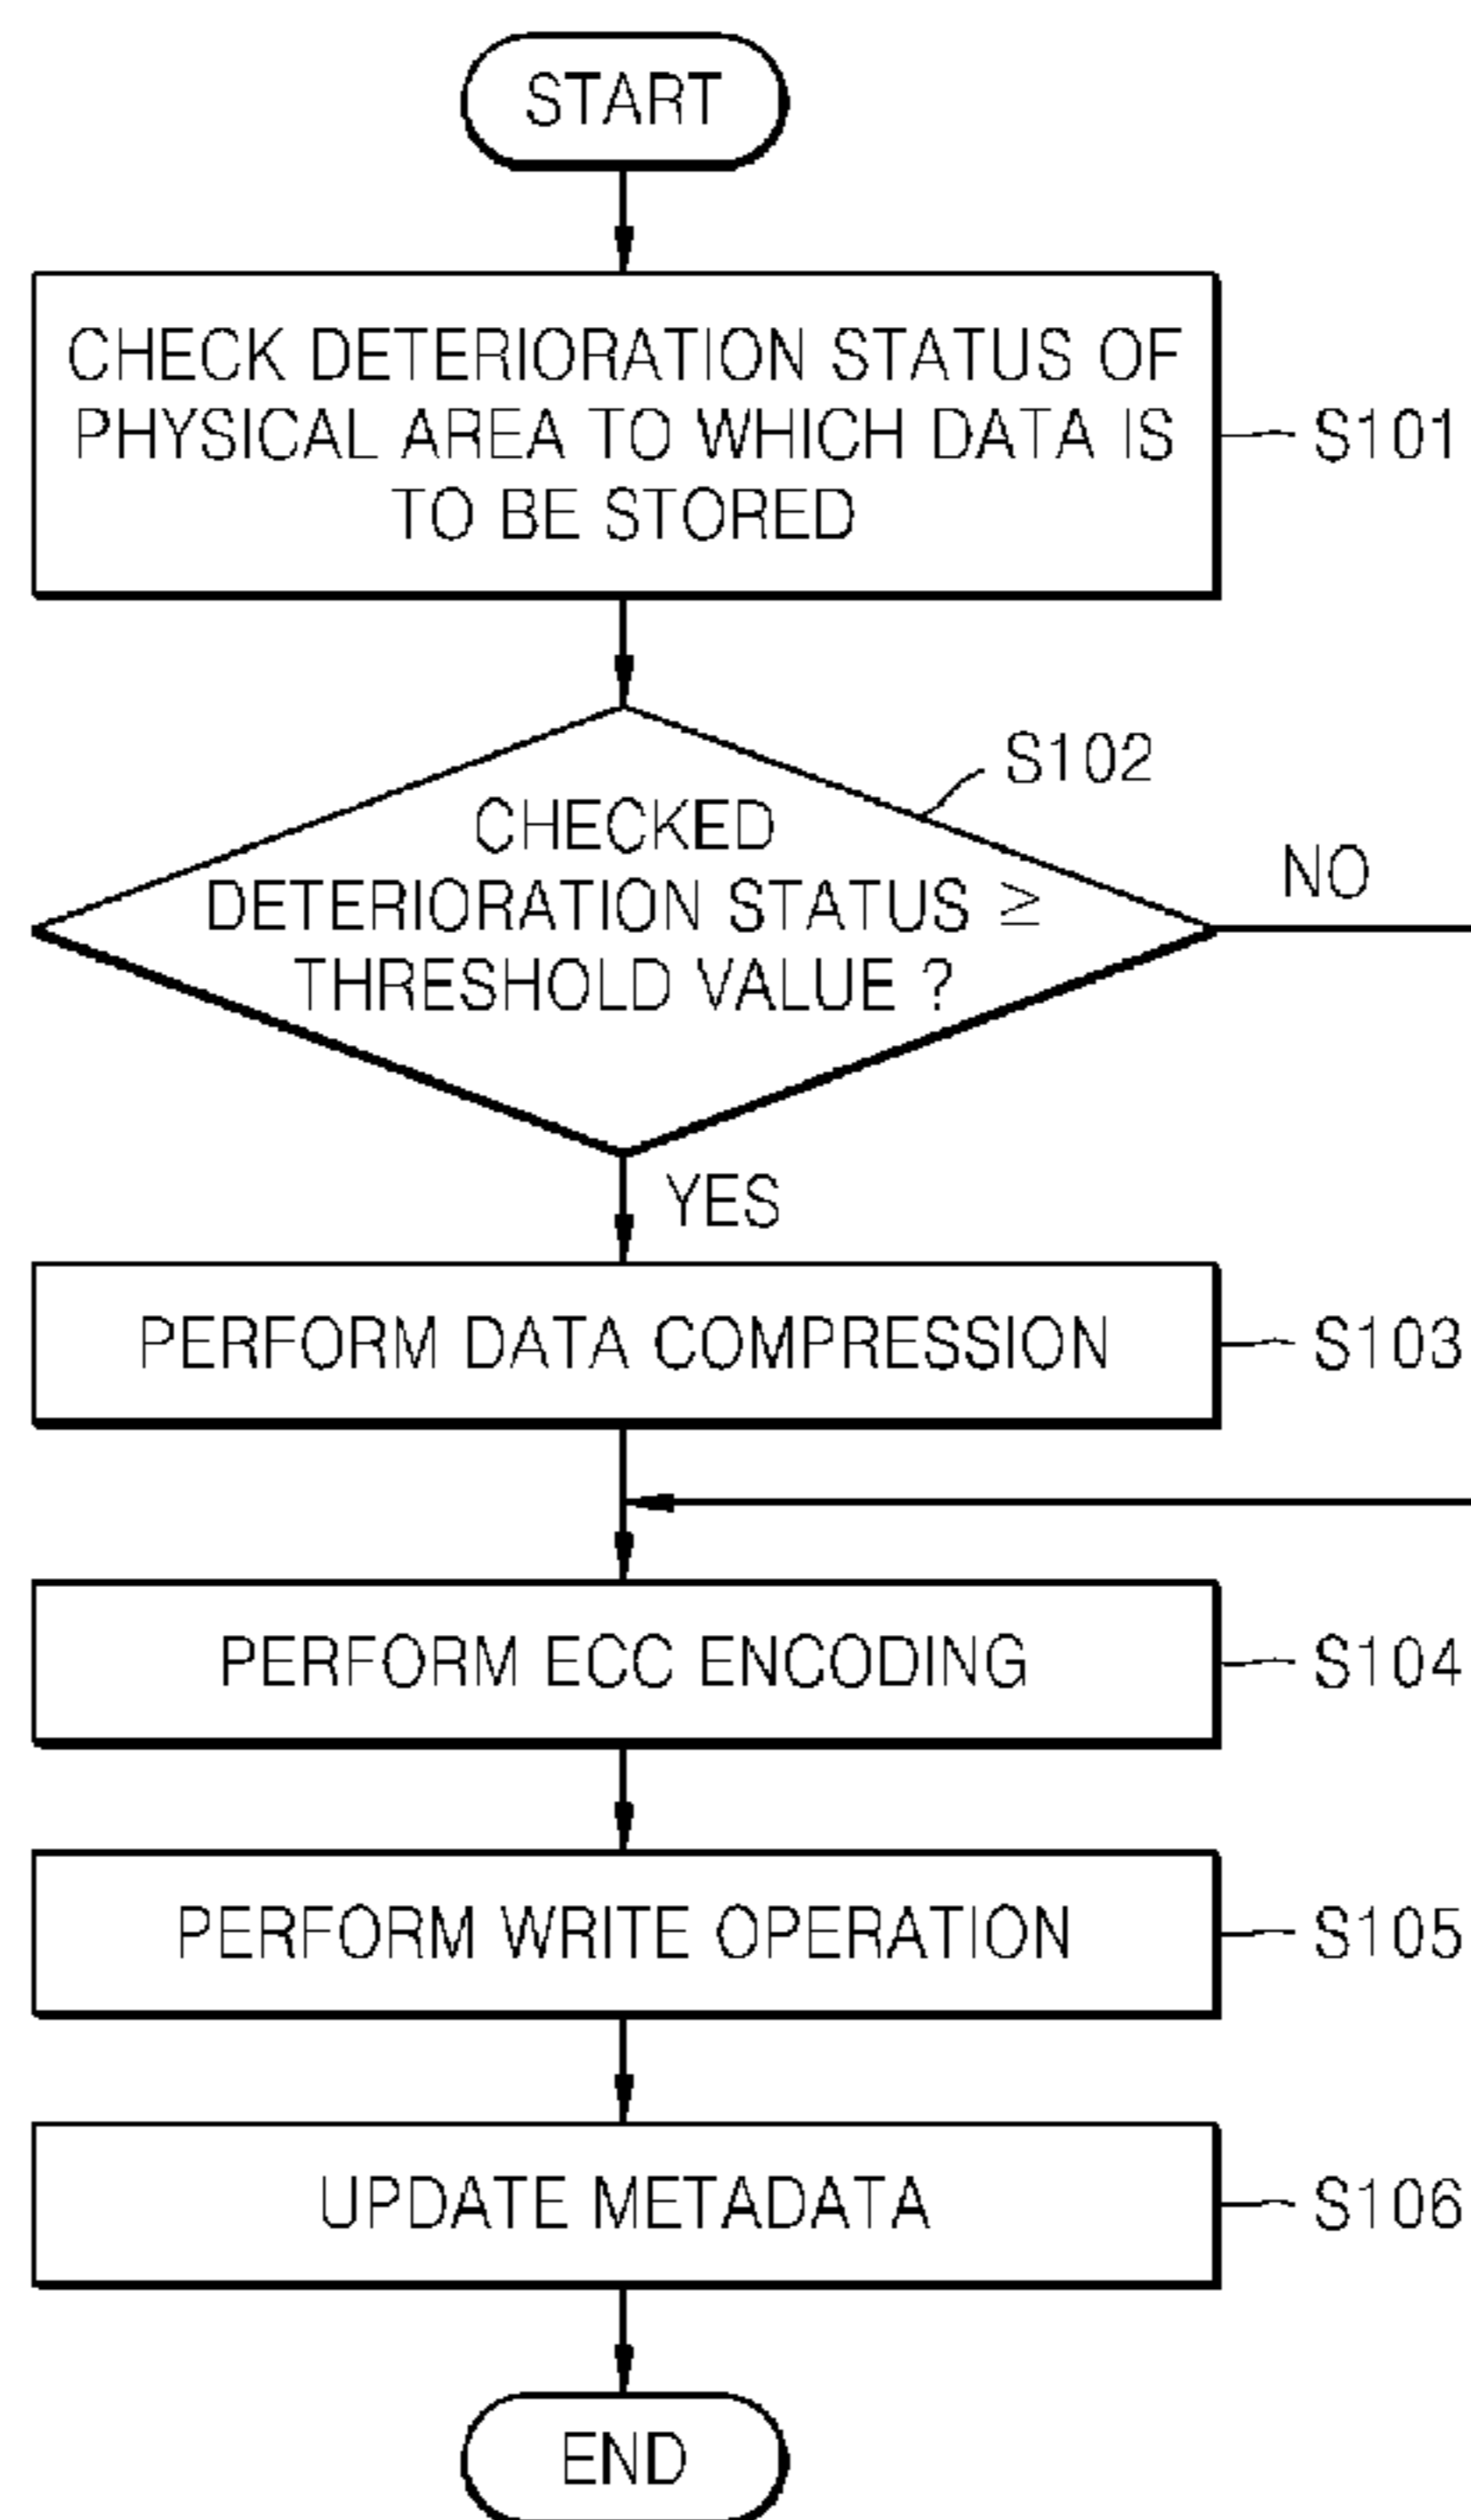 START
CHECK DETERIORATION STATUS OF
PHYSICAL AREA TO WHICH DATA IS
TO BE STORED
S101
S102
CHECKED
DETERIORATION STATUS ≥
THRESHOLD VALUE ?
NO
YES
PERFORM DATA COMPRESSION
S103
PERFORM ECC ENCODING
S104
PERFORM WRITE OPERATION
S105
UPDATE METADATA
S106
END